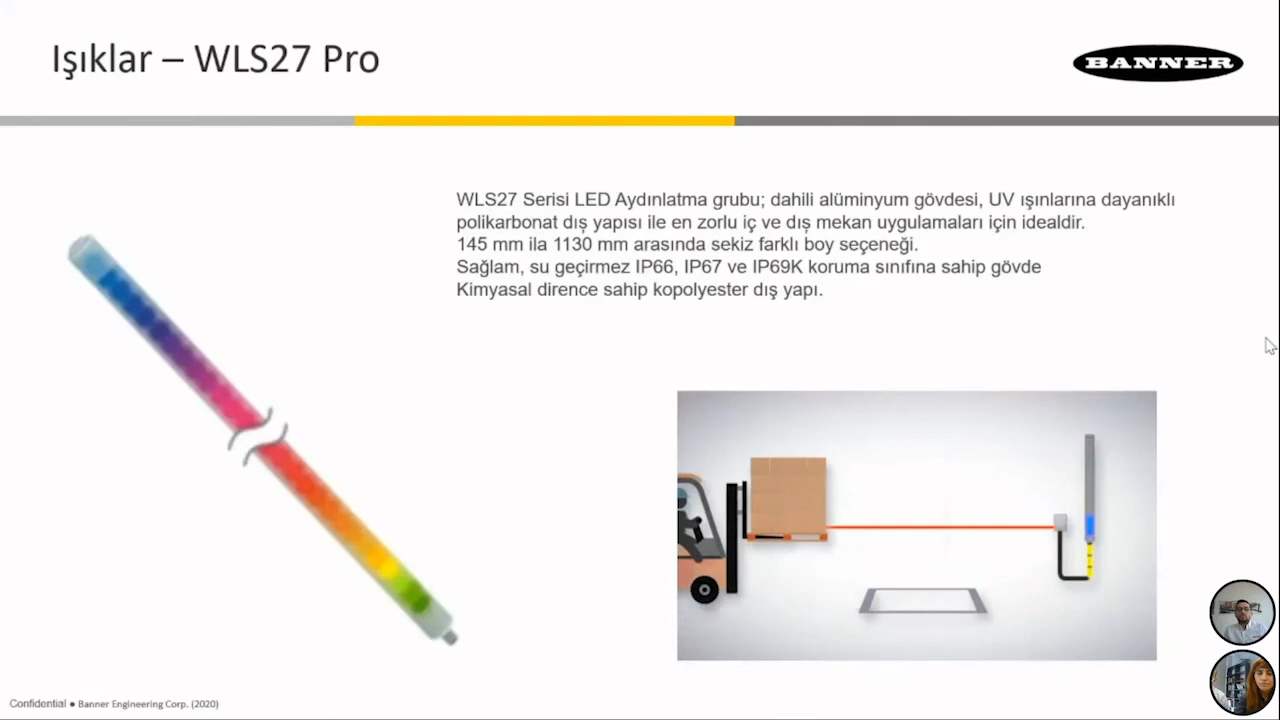 Işıklar – WLS27 Pro
BANNER
WLS27 Serisi LED Aydınlatma grubu; dahili alüminyum gövdesi, UV ışınlarına dayanıklı
polikarbonat dış yapısı ile en zorlu iç ve dış mekan uygulamaları için idealdir.
145 mm ila 1130 mm arasında sekiz farklı boy seçeneği.
Sağlam, su geçirmez IP66, IP67 ve IP69K koruma sınıfına sahip gövde
Kimyasal dirence sahip kopolyester dış yapı.
Confidential ● Banner Engineering Corp. (2020)